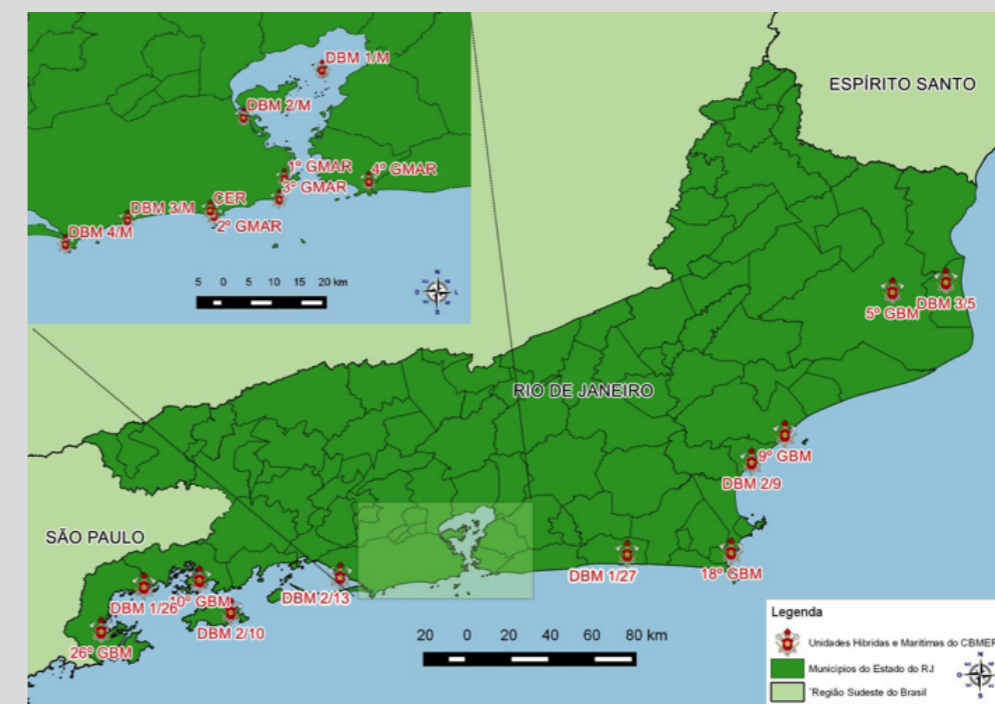 DBM 1/M
DBM 2/M
1º GMAR
4º GMAR
3º GMAR
CER
DBM 3/M
2º GMAR
DBM 4/M
5 0 5 10 15 20 km
N
O L
S
ESPÍRITO SANTO
5º GBM
DBM 3/5
RIO DE JANEIRO
9º GBM
DBM 2/9
SÃO PAULO
DBM 1/27
18º GBM
DBM 2/13
DBM 1/26
10º GBM
DBM 2/10
26º GBM
20 0 20 40 60 80 km
Legenda
Unidades Hibridas e Maritimas do CBMER
Municipios do Estado do RJ
Região Sudeste do Brasil
N
S